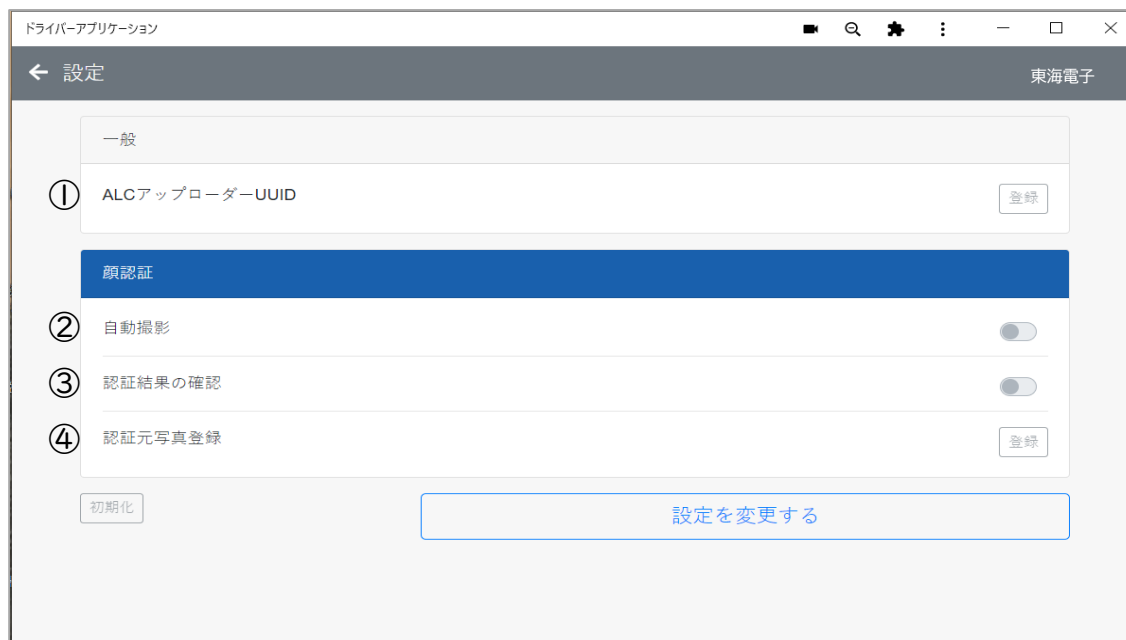 ドライバーアプリケーション
設定
東海電子
一般
① ALCアップローダーUUID 登録
顔認証
② 自動撮影
③ 認証結果の確認
④ 認証元写真登録 登録
初期化 設定を変更する